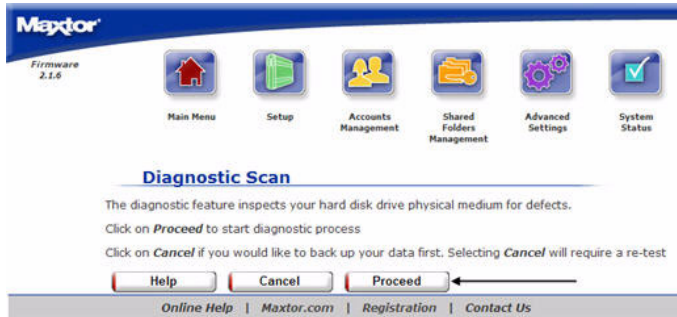 Maxtor
Firmware
2.1.6
Main Menu
Setup
Accounts
Management
Shared
Folders
Management
Advanced
Settings
System
Status
Diagnostic Scan
The diagnostic feature inspects your hard disk drive physical medium for defects.
Click on Proceed to start diagnostic process
Click on Cancel if you would like to back up your data first. Selecting Cancel will require a re-test
Help
Cancel
Proceed
Online Help | Maxtor.com | Registration | Contact Us